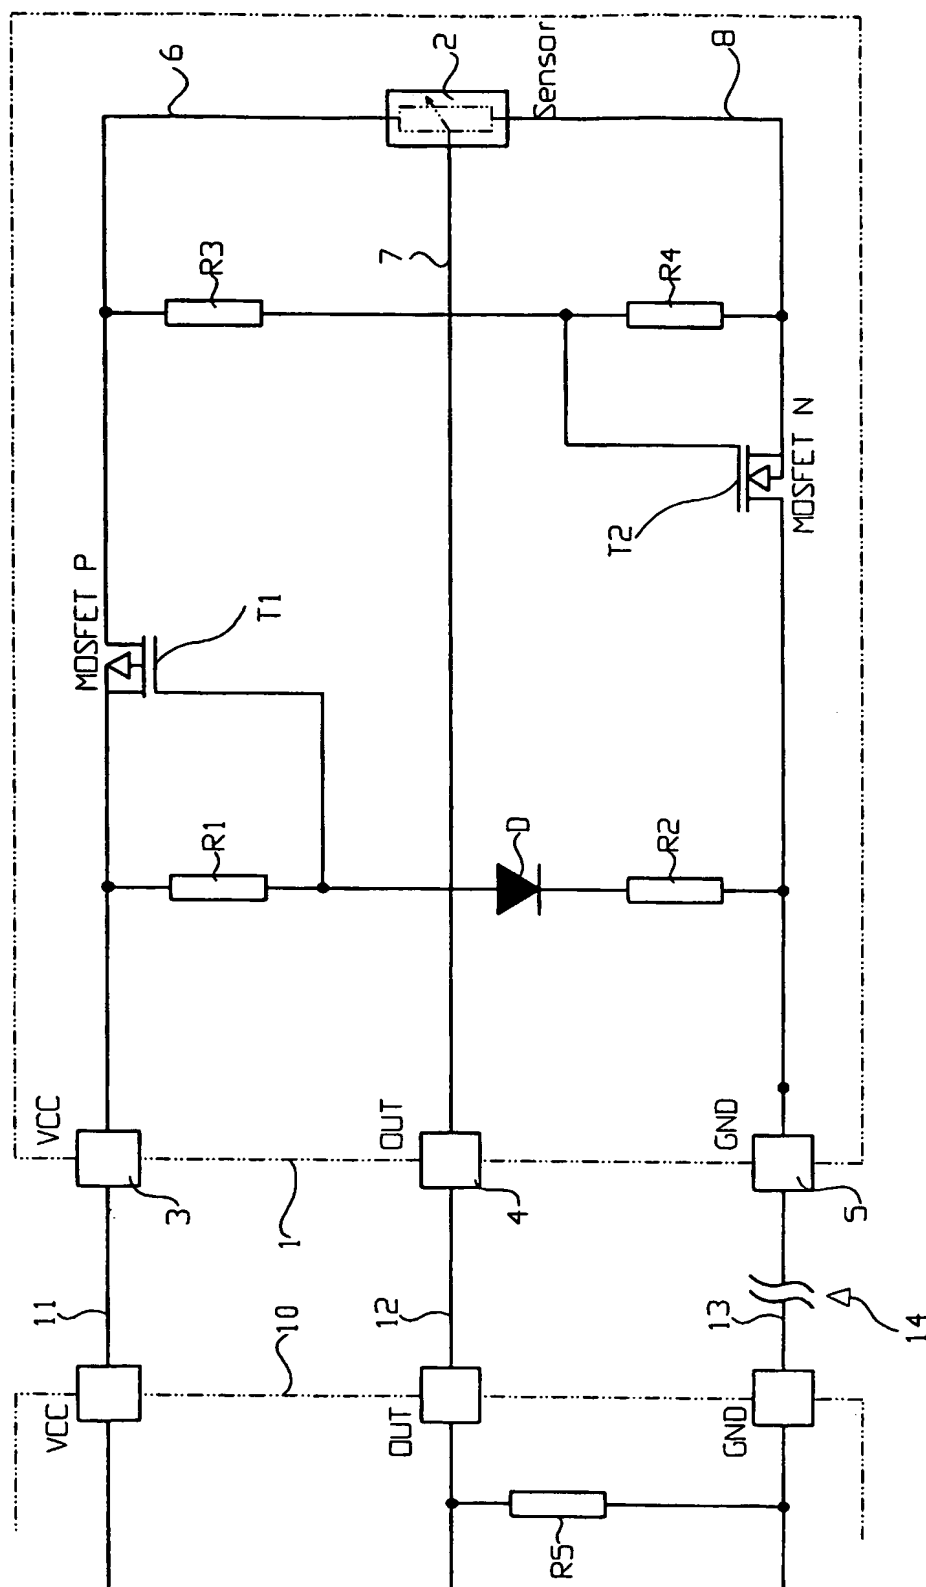 6
2
Sensor
8
R3
7
R4
MOSFET P
T1
T2
MOSFET N
R1
D
R2
VCC
OUT
GND
3
1
4
5
11
10
12
13
14
VCC
OUT
GND
R5